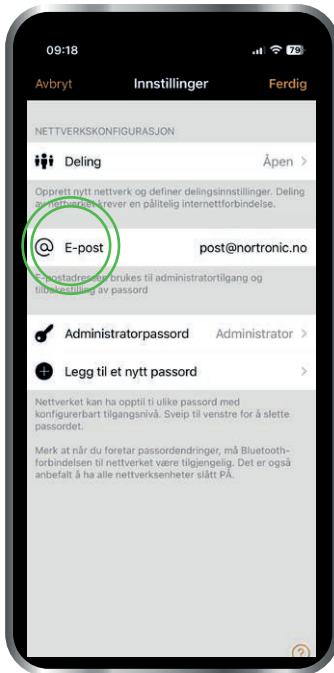 09:18
79
Avbryt Innstillinger Ferdig
NETTVERKSKONFIGURASJON
Deling Åpen >
Opprett nytt nettverk og definer delingsinnstillinger. Deling
av nettverket krever en pålitelig internettforbindelse.
@ E-post post@nortronic.no
E-postadressen brukes til administratortilgang og
tilbakestilling av passord
Administratorpassord Administrator >
Legg til et nytt passord >
Nettverket kan ha opptil ti ulike passord med
konfigurerbart tilgangsnivå. Sveip til venstre for å slette
passordet.
Merk at når du foretar passordendringer, må Bluetooth-
forbindelsen til nettverket være tilgjengelig. Det er også
anbefalt å ha alle nettverksenheter slått PÅ.
?